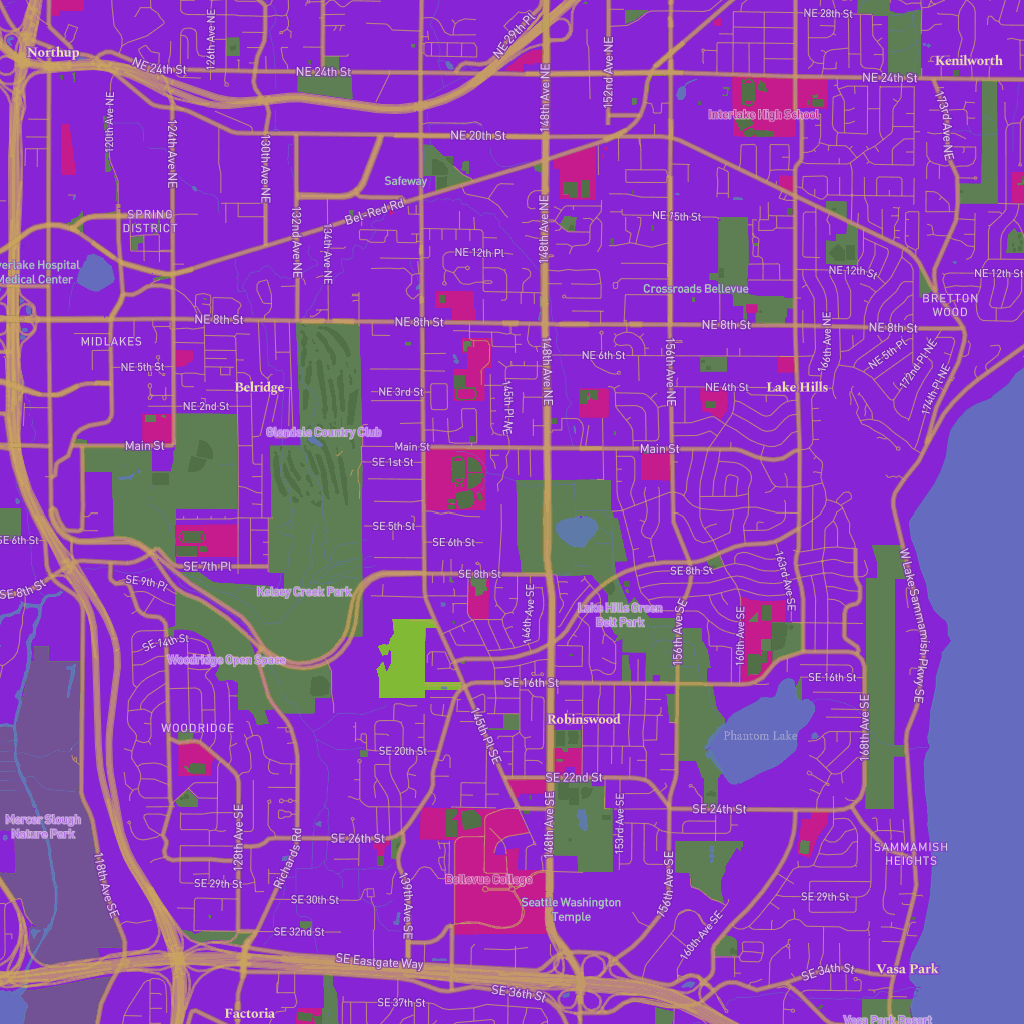 NE 28th St
126th Ave NE
NE 29th Pl
152nd Ave NE
Northup
NE 24th St
NE 24th St
148th Ave NE
Kenilworth
NE 24th St
120th Ave NE
124th Ave NE
130th Ave NE
NE 20th St
Interlake High School
173rd Ave NE
Safeway
SPRING
DISTRICT
132nd Ave NE
134th Ave NE
Bel-Red Rd
148th Ave NE
NE 15th St
NE 12th Pl
NE 12th St
NE 12th St
verlake Hospital
Medical Center
Crossroads Bellevue
BRETTON
WOOD
NE 8th St
NE 8th St
NE 8th St
NE 8th St
MIDLAKES
NE 5th St
148th Ave NE
NE 6th St
156th Ave NE
166th Ave NE
NE 5th Pl
172nd Pl NE
174th Pl NE
Belridge
NE 3rd St
145th Pl NE
NE 4th St
Lake Hills
NE 2nd St
Glendale Country Club
Main St
Main St
Main St
SE 1st St
SE 5th St
SE 6th St
SE 6th St
SE 7th Pl
SE 8th St
SE 9th Pl
SE 8th St
SE 8th St
163rd Ave SE
W Lake Sammamish Pkwy SE
Kelsey Creek Park
146th Ave SE
Lake Hills Green
Belt Park
156th Ave SE
160th Ave SE
SE 14th St
Woodridge Open Space
SE 16th St
SE 16th St
168th Ave SE
WOODRIDGE
145th Pl SE
Robinswood
Phantom Lake
SE 20th St
SE 22nd St
SE 24th St
Mercer Slough
Nature Park
118th Ave SE
128th Ave SE
Richards Rd
SE 26th St
148th Ave SE
153rd Ave SE
SAMMAMISH
HEIGHTS
SE 29th St
139th Ave SE
Bellevue College
156th Ave SE
SE 29th St
SE 30th St
Seattle Washington
Temple
SE 32nd St
160th Ave SE
SE Eastgate Way
SE 34th St
Vasa Park
SE 36th St
SE 37th St
Factoria
Vasa Park Resort